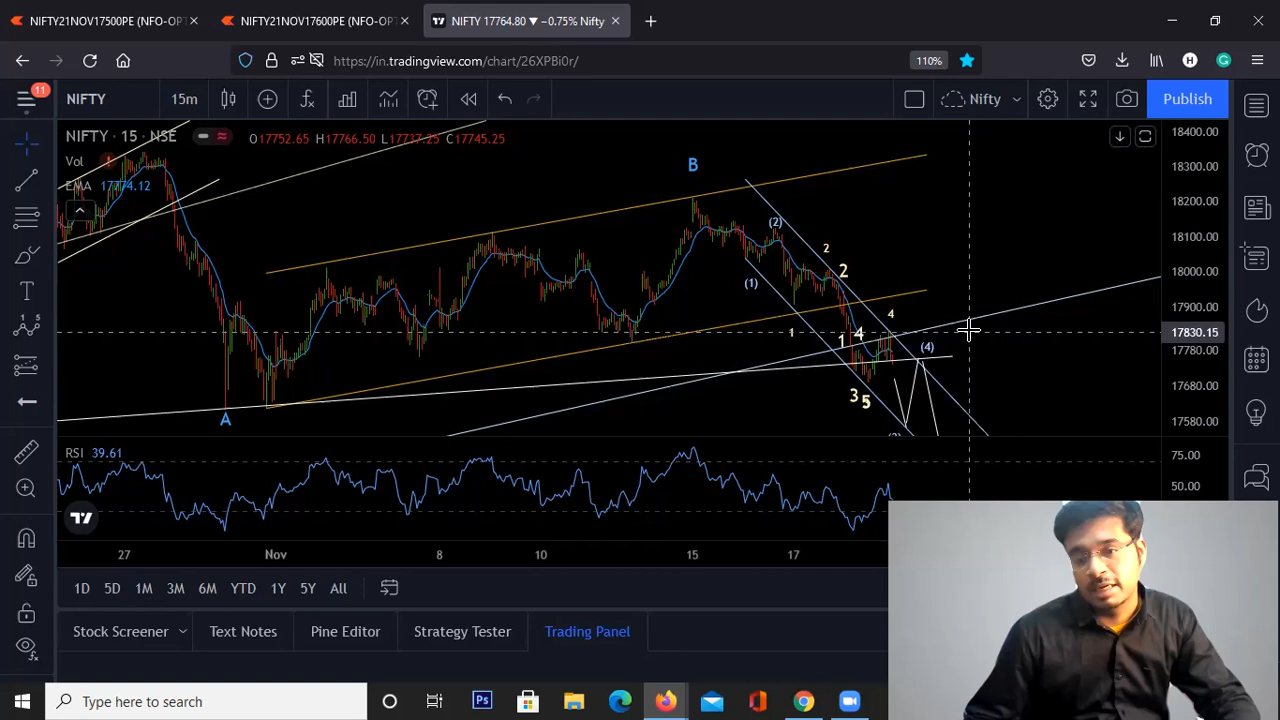 NIFTY21NOV17500PE (NFO-OP
NIFTY21NOV17600PE (NFO-OP
NIFTY 17764.80 ▼ −0.75% Nifty
https://in.tradingview.com/chart/26XPBi0r/
110%
11
NIFTY
15m
Nifty
Publish
NIFTY · 15 · NSE
O17752.65 H17766.50 L17737.25 C17745.25
Vol
EMA 17774.12
18400.00
18300.00
18200.00
18100.00
18000.00
17900.00
17830.15
17780.00
17680.00
17580.00
B
(2)
2
2
(1)
4
1
1
4
(4)
3
5
A
RSI 39.61
75.00
50.00
27
Nov
8
10
15
17
1D 5D 1M 3M 6M YTD 1Y 5Y All
Stock Screener
Text Notes
Pine Editor
Strategy Tester
Trading Panel
Type here to search